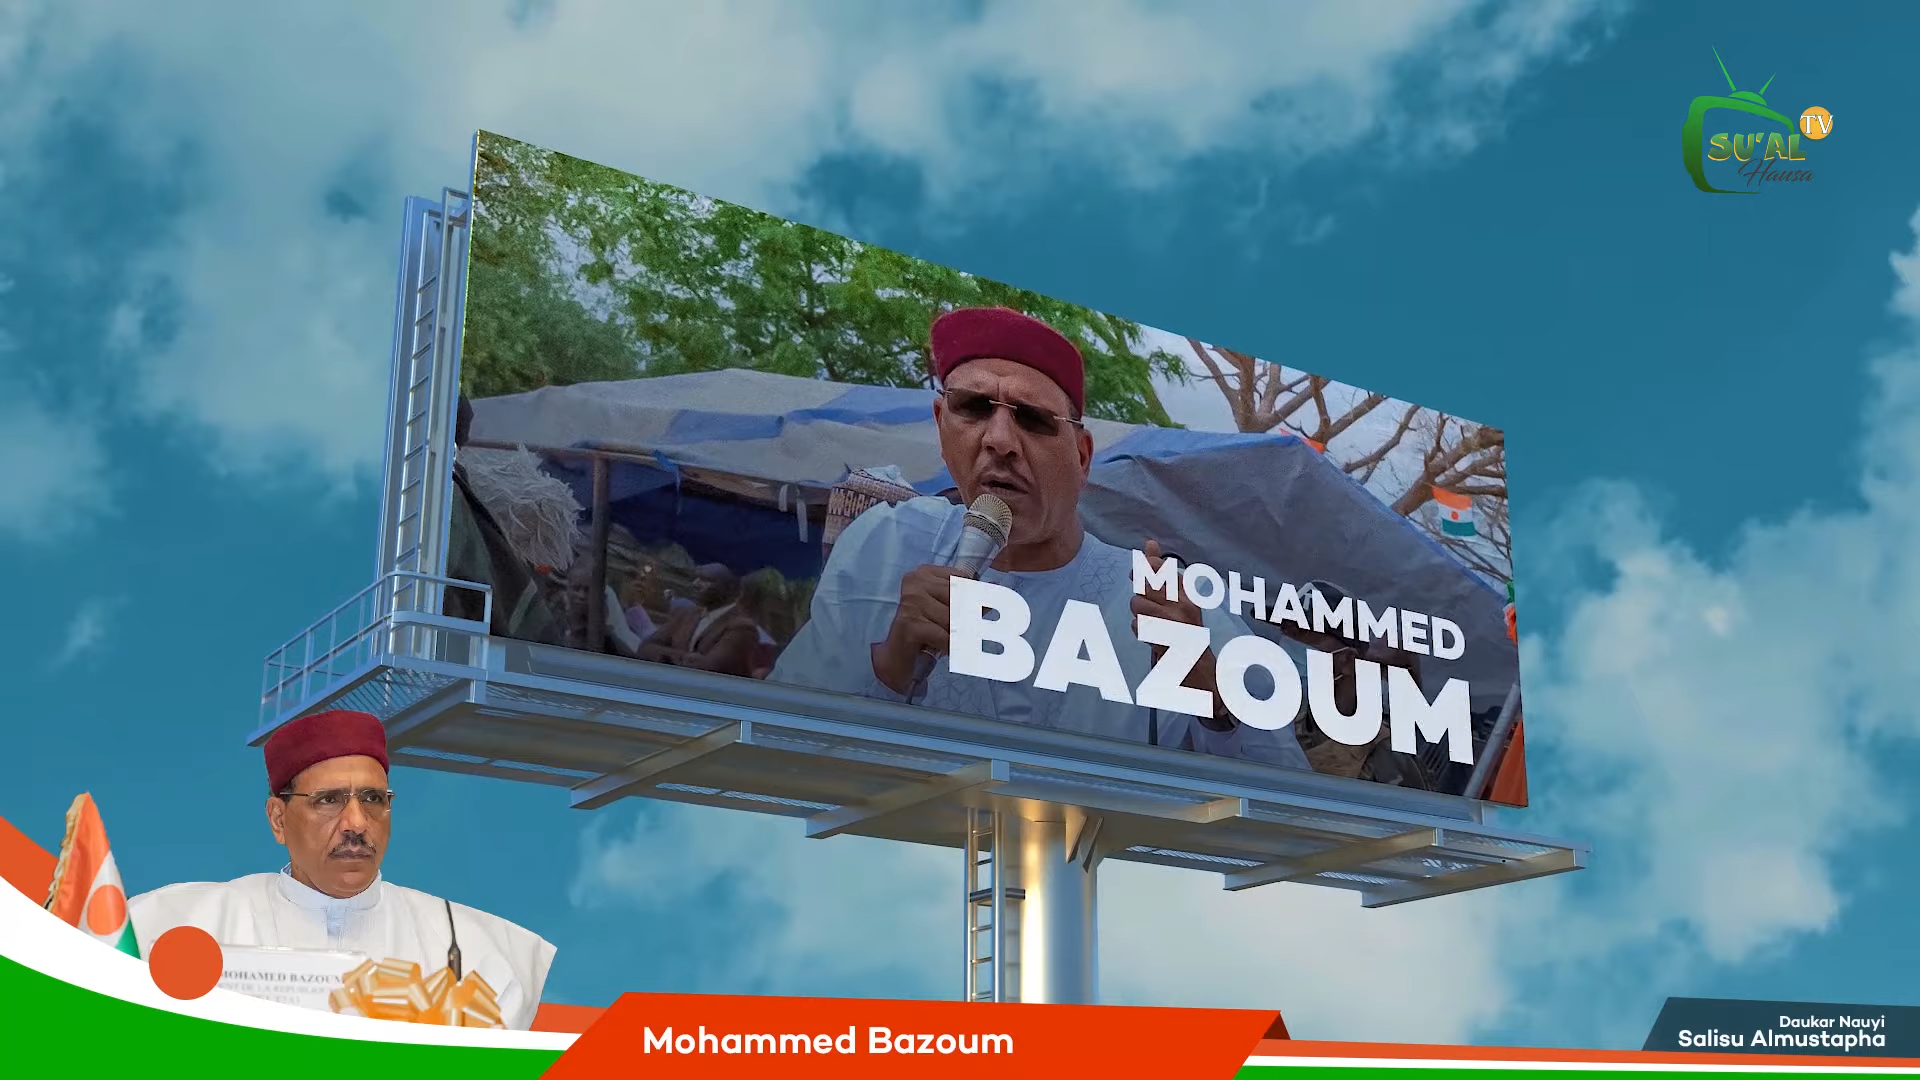 SU'AL TV
Hausa
MOHAMMED
BAZOUM
MOHAMED BAZOUM
Mohammed Bazoum
Daukar Nauyi
Salisu Almustapha